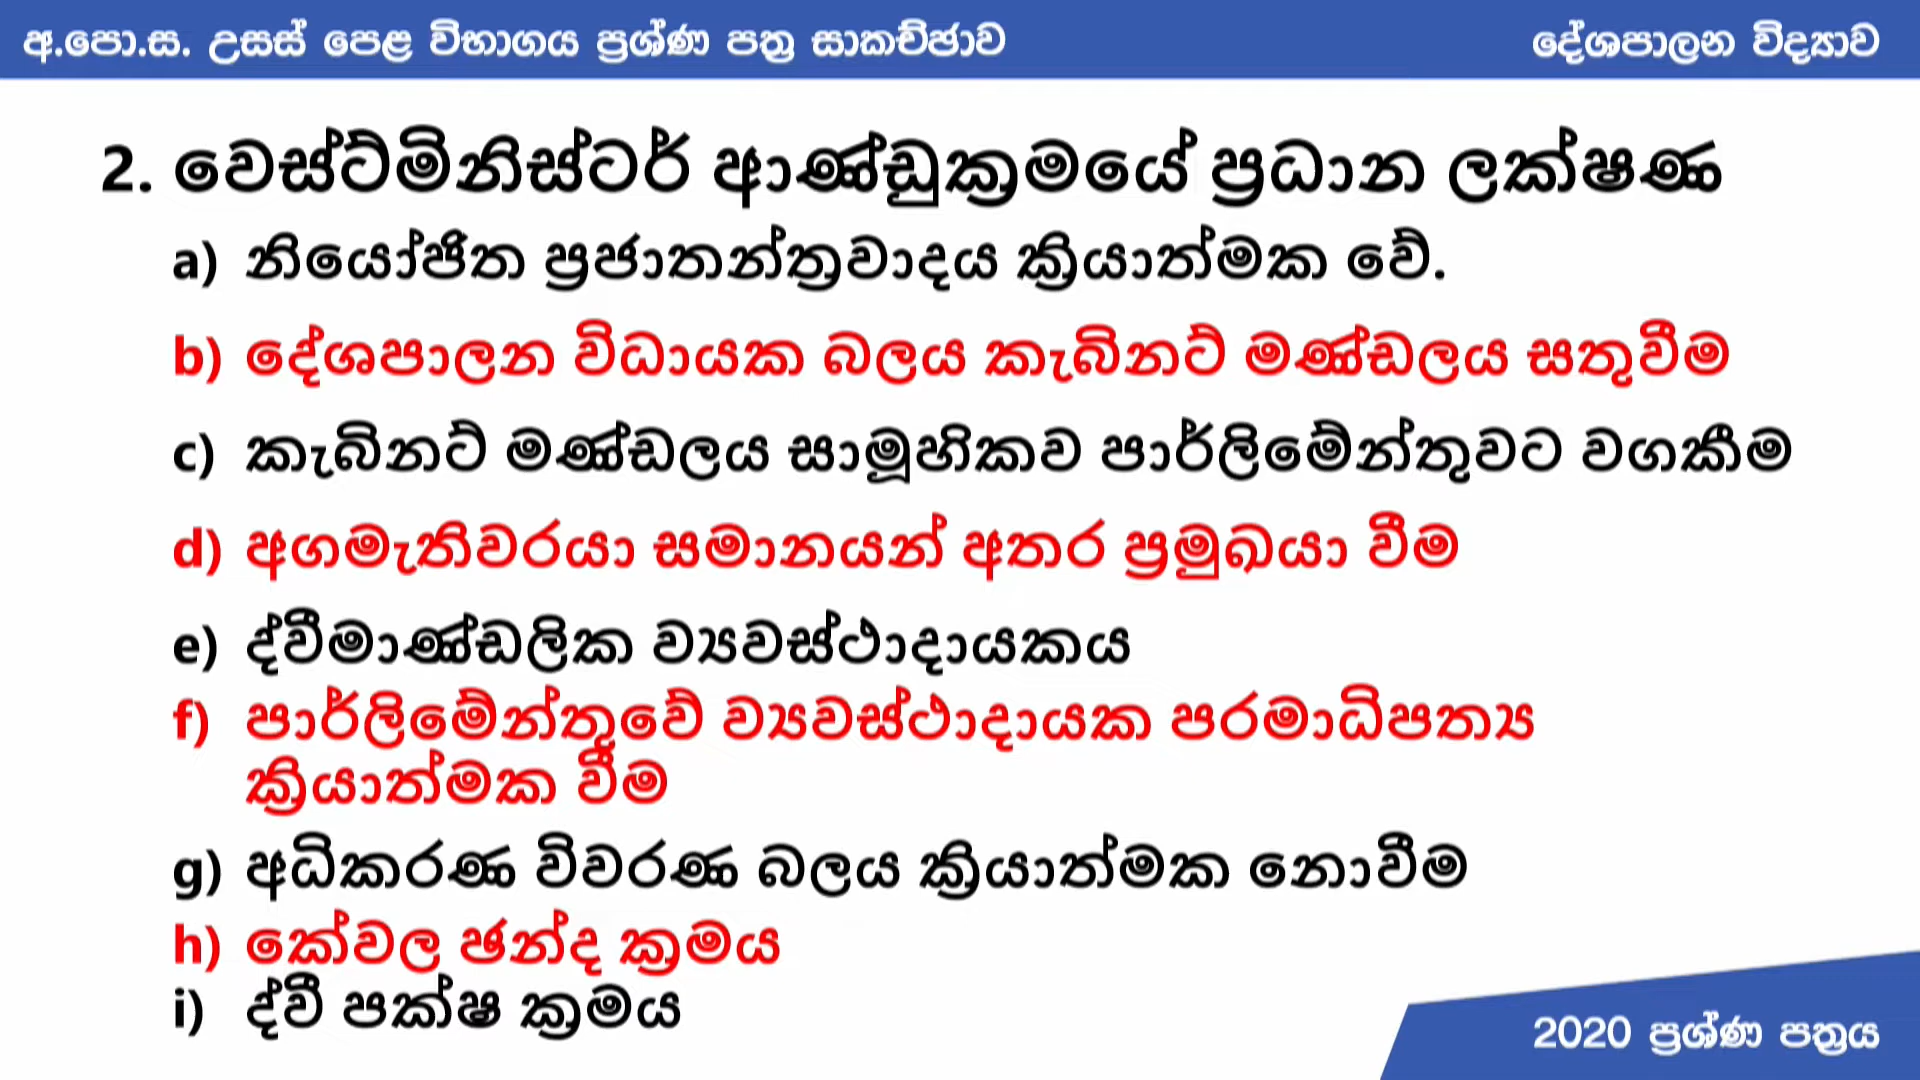 අ.පො.ස. උසස් පෙළ විභාගය ප්‍රශ්ණ පත්‍ර සාකච්ඡාව
දේශපාලන විද්‍යාව
2. වෙස්ට්මිනිස්ටර් ආණ්ඩුක්‍රමයේ ප්‍රධාන ලක්ෂණ
a) නියෝජිත ප්‍රජාතන්ත්‍රවාදය ක්‍රියාත්මක වේ.
b) දේශපාලන විධායක බලය කැබිනට් මණ්ඩලය සතුවීම
c) කැබිනට් මණ්ඩලය සාමූහිකව පාර්ලිමේන්තුවට වගකීම
d) අගමැතිවරයා සමානයන් අතර ප්‍රමුඛයා වීම
e) ද්වීමාණ්ඩලික ව්‍යවස්ථාදායකය
f) පාර්ලිමේන්තුවේ ව්‍යවස්ථාදායක පරමාධිපත්‍ය
ක්‍රියාත්මක වීම
g) අධිකරණ විවරණ බලය ක්‍රියාත්මක නොවීම
h) කේවල ඡන්ද ක්‍රමය
i) ද්වී පක්ෂ ක්‍රමය
2020 ප්‍රශ්ණ පත්‍රය